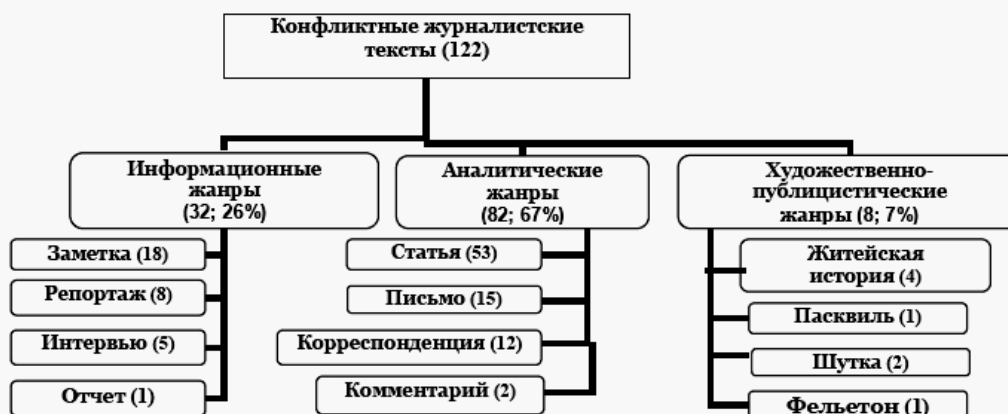 Конфликтные журналистские
тексты (122)
Информационные
жанры
(32; 26%)
Аналитические
жанры
(82; 67%)
Художественно-
публицистические
жанры (8; 7%)
Заметка (18)
Репортаж (8)
Интервью (5)
Отчет (1)
Статья (53)
Письмо (15)
Корреспонденция (12)
Комментарий (2)
Житейская
история (4)
Пасквиль (1)
Шутка (2)
Фельетон (1)